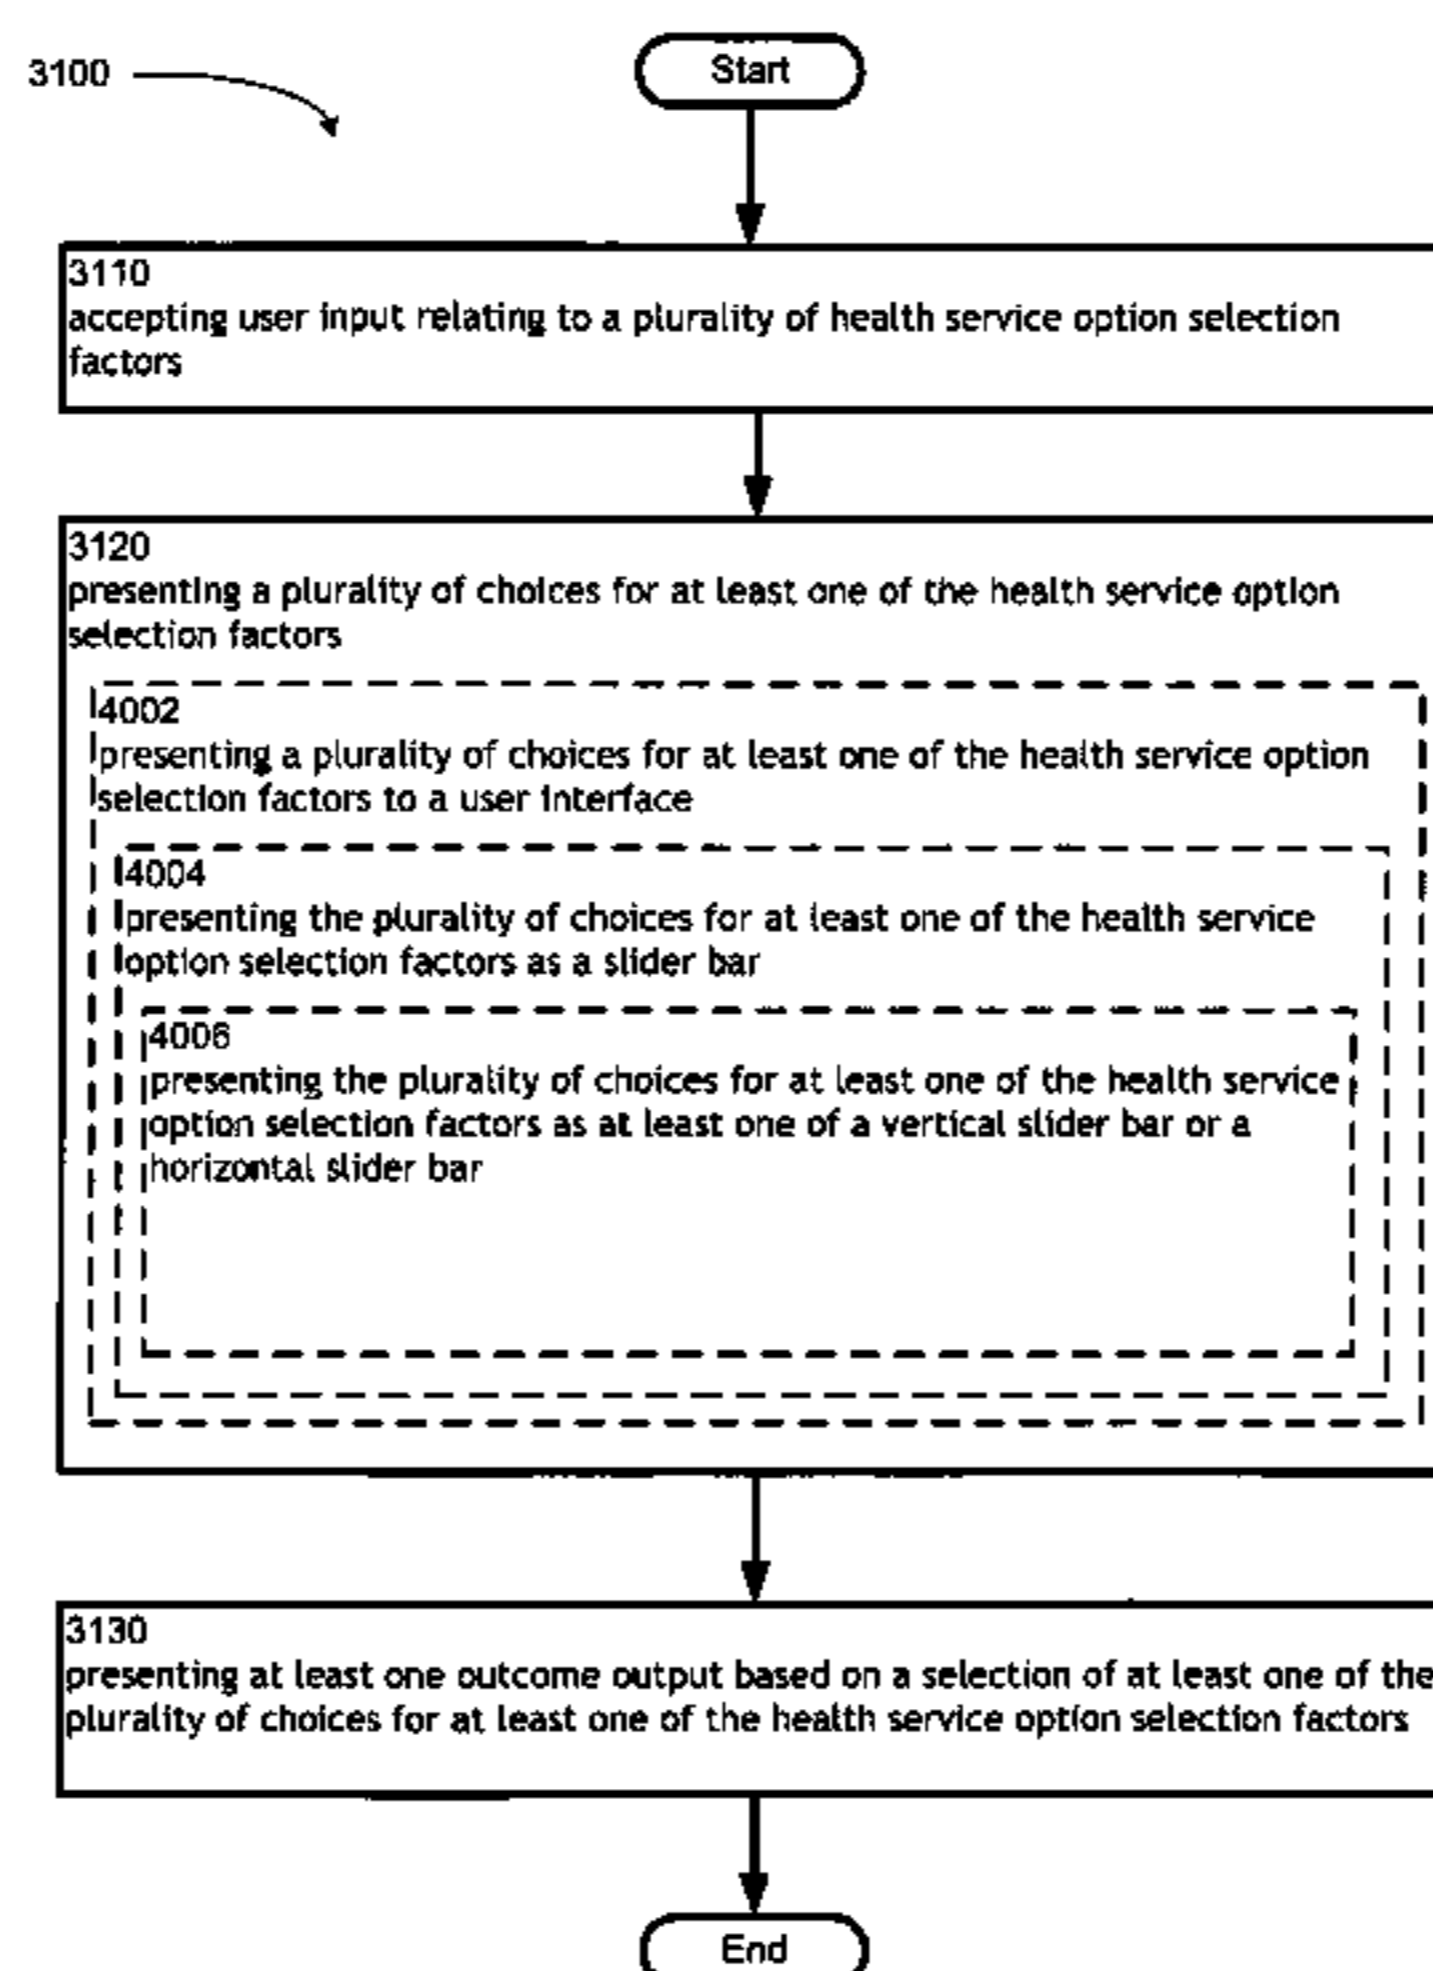 3100
Start
3110
accepting user input relating to a plurality of health service option selection
factors
3120
presenting a plurality of choices for at least one of the health service option
selection factors
4002
presenting a plurality of choices for at least one of the health service option
selection factors to a user interface
4004
presenting the plurality of choices for at least one of the health service
option selection factors as a slider bar
4006
presenting the plurality of choices for at least one of the health service
option selection factors as at least one of a vertical slider bar or a
horizontal slider bar
3130
presenting at least one outcome output based on a selection of at least one of the
plurality of choices for at least one of the health service option selection factors
End